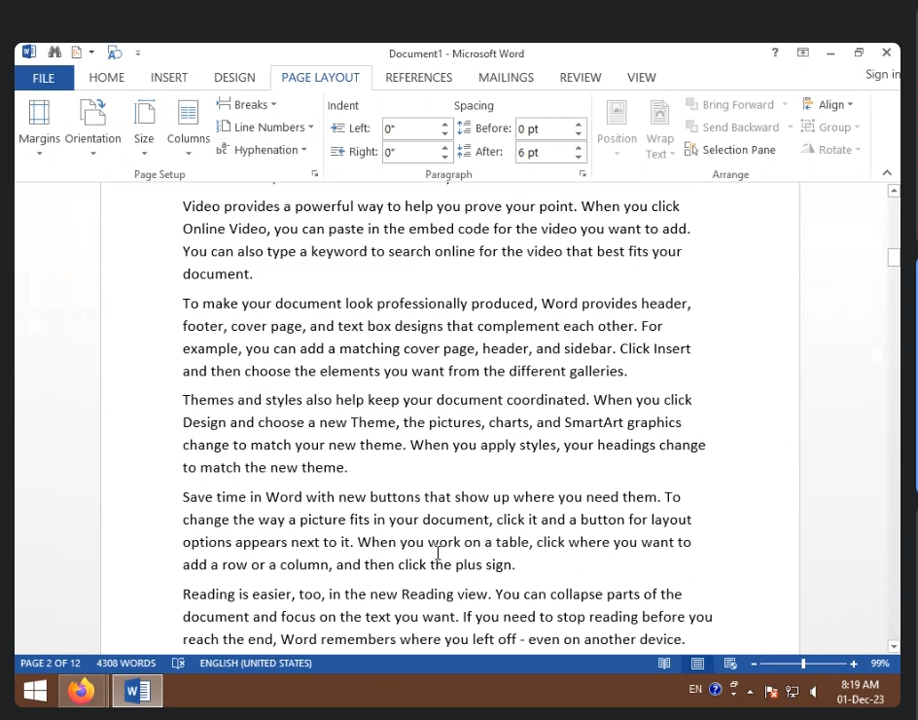 Document1 - Microsoft Word
?
FILE HOME INSERT DESIGN PAGE LAYOUT REFERENCES MAILINGS REVIEW VIEW Sign in
Margins Orientation Size Columns
Breaks
Line Numbers
Hyphenation
Page Setup
Indent Spacing
Left: 0" Before: 0 pt
Right: 0" After: 6 pt
Paragraph
Position Wrap Text
Bring Forward Align
Send Backward Group
Selection Pane Rotate
Arrange
Video provides a powerful way to help you prove your point. When you click
Online Video, you can paste in the embed code for the video you want to add.
You can also type a keyword to search online for the video that best fits your
document.
To make your document look professionally produced, Word provides header,
footer, cover page, and text box designs that complement each other. For
example, you can add a matching cover page, header, and sidebar. Click Insert
and then choose the elements you want from the different galleries.
Themes and styles also help keep your document coordinated. When you click
Design and choose a new Theme, the pictures, charts, and SmartArt graphics
change to match your new theme. When you apply styles, your headings change
to match the new theme.
Save time in Word with new buttons that show up where you need them. To
change the way a picture fits in your document, click it and a button for layout
options appears next to it. When you work on a table, click where you want to
add a row or a column, and then click the plus sign.
Reading is easier, too, in the new Reading view. You can collapse parts of the
document and focus on the text you want. If you need to stop reading before you
reach the end, Word remembers where you left off - even on another device.
PAGE 2 OF 12 4308 WORDS ENGLISH (UNITED STATES) 99%
EN 8:19 AM
01-Dec-23